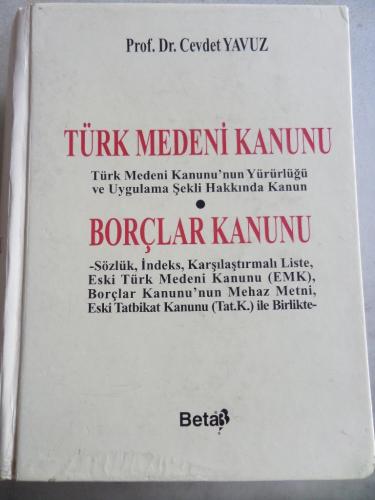 Prof. Dr. Cevdet YAVUZ
TÜRK MEDENİ KANUNU
Türk Medeni Kanunu'nun Yürürlüğü
ve Uygulama Şekli Hakkında Kanun
•
BORÇLAR KANUNU
-Sözlük, İndeks, Karşılaştırmalı Liste,
Eski Türk Medeni Kanunu (EMK),
Borçlar Kanunu'nun Mehaz Metni,
Eski Tatbikat Kanunu (Tat.K.) ile Birlikte-
Beta